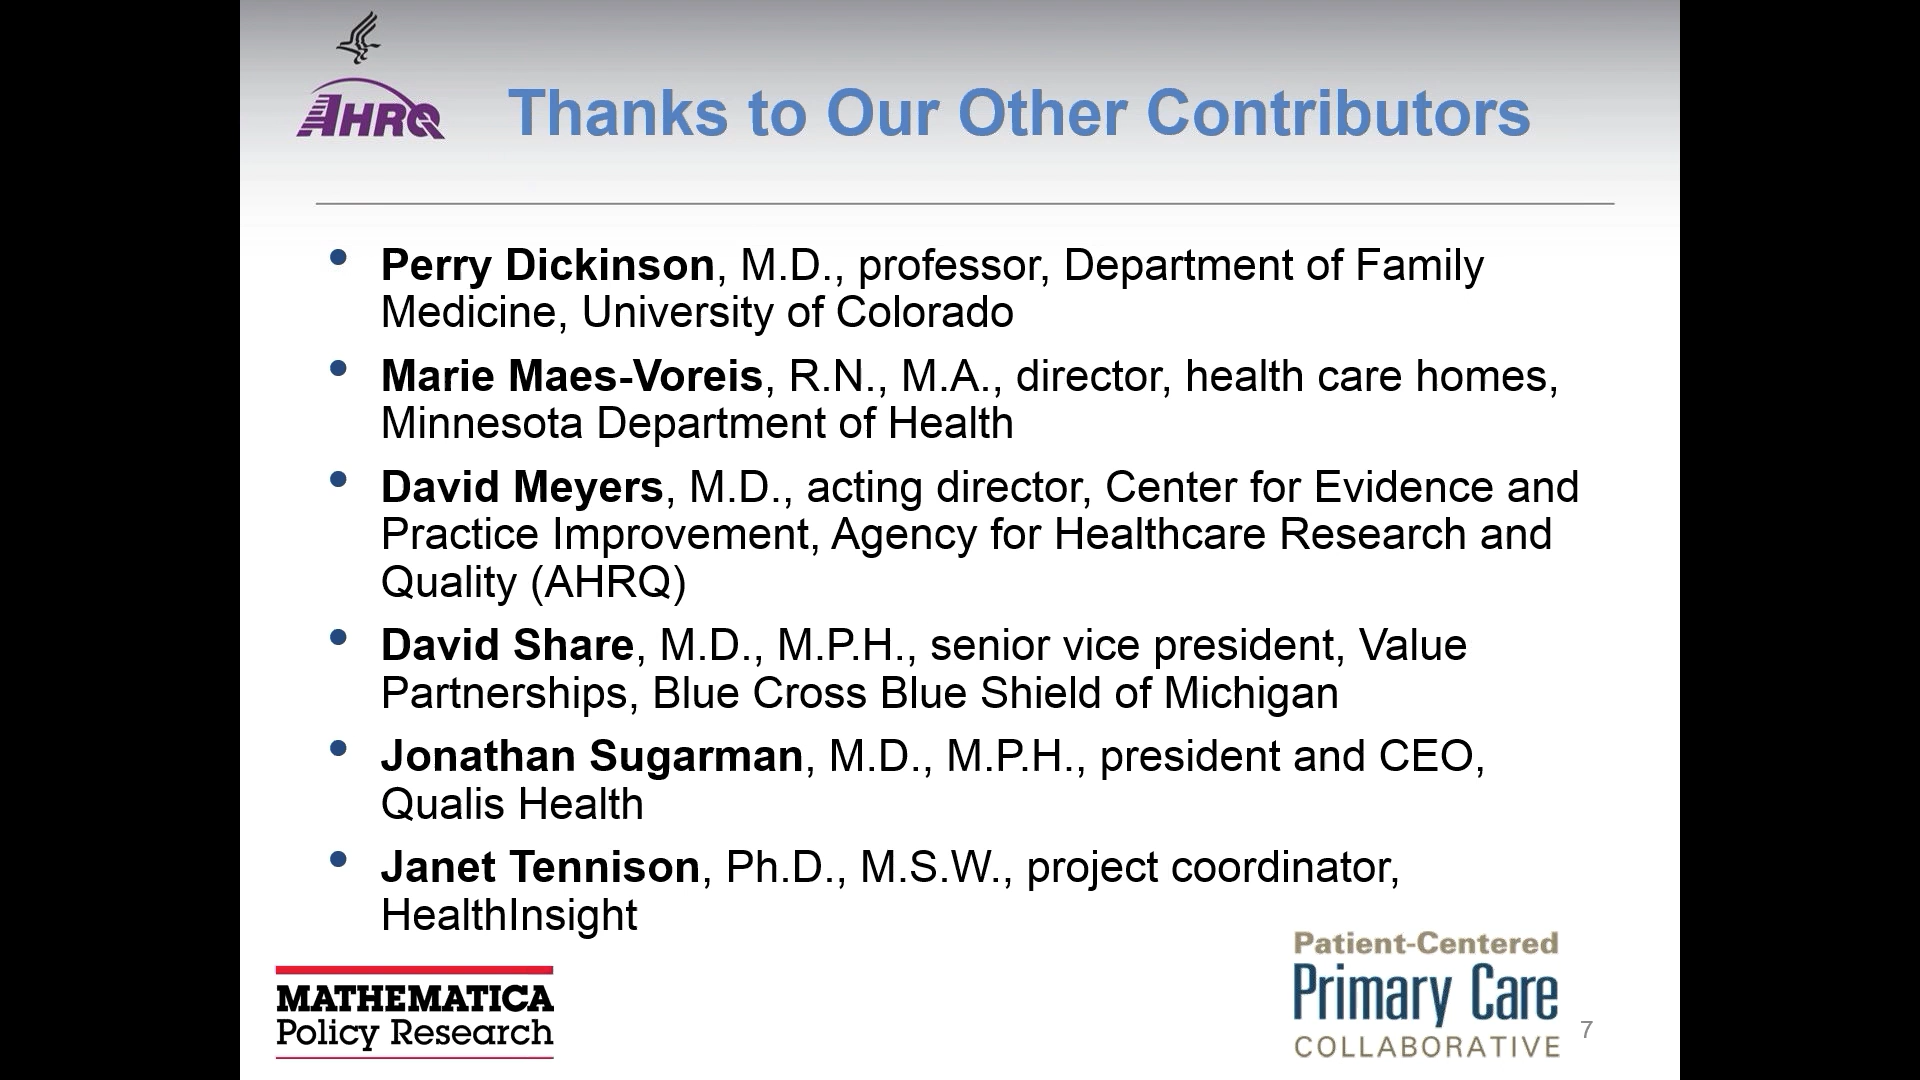 AHRQ
Thanks to Our Other Contributors
• Perry Dickinson, M.D., professor, Department of Family
Medicine, University of Colorado
• Marie Maes-Voreis, R.N., M.A., director, health care homes,
Minnesota Department of Health
• David Meyers, M.D., acting director, Center for Evidence and
Practice Improvement, Agency for Healthcare Research and
Quality (AHRQ)
• David Share, M.D., M.P.H., senior vice president, Value
Partnerships, Blue Cross Blue Shield of Michigan
• Jonathan Sugarman, M.D., M.P.H., president and CEO,
Qualis Health
• Janet Tennison, Ph.D., M.S.W., project coordinator,
HealthInsight
MATHEMATICA
Policy Research
Patient-Centered
Primary Care
COLLABORATIVE
7